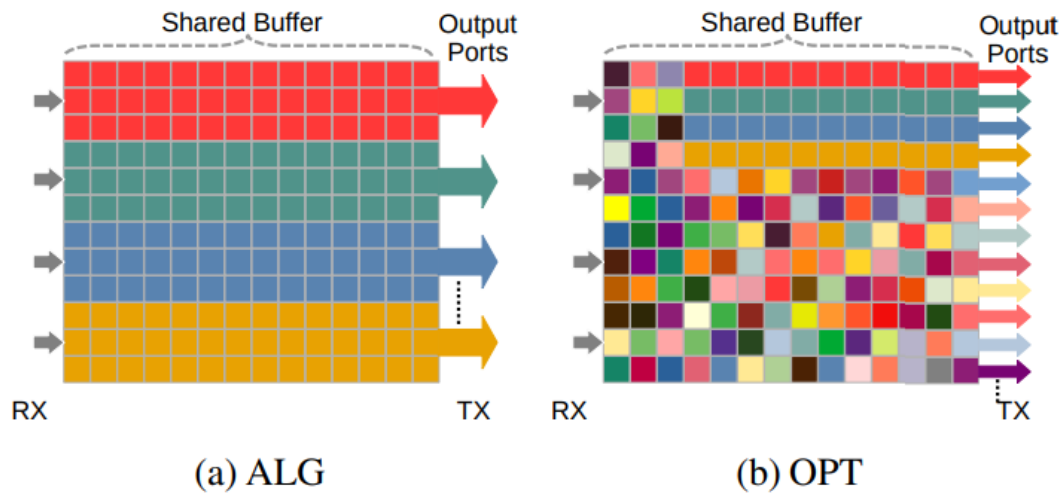 Shared Buffer
Output
Ports
RX
TX
(a) ALG
Shared Buffer
Output
Ports
RX
TX
(b) OPT